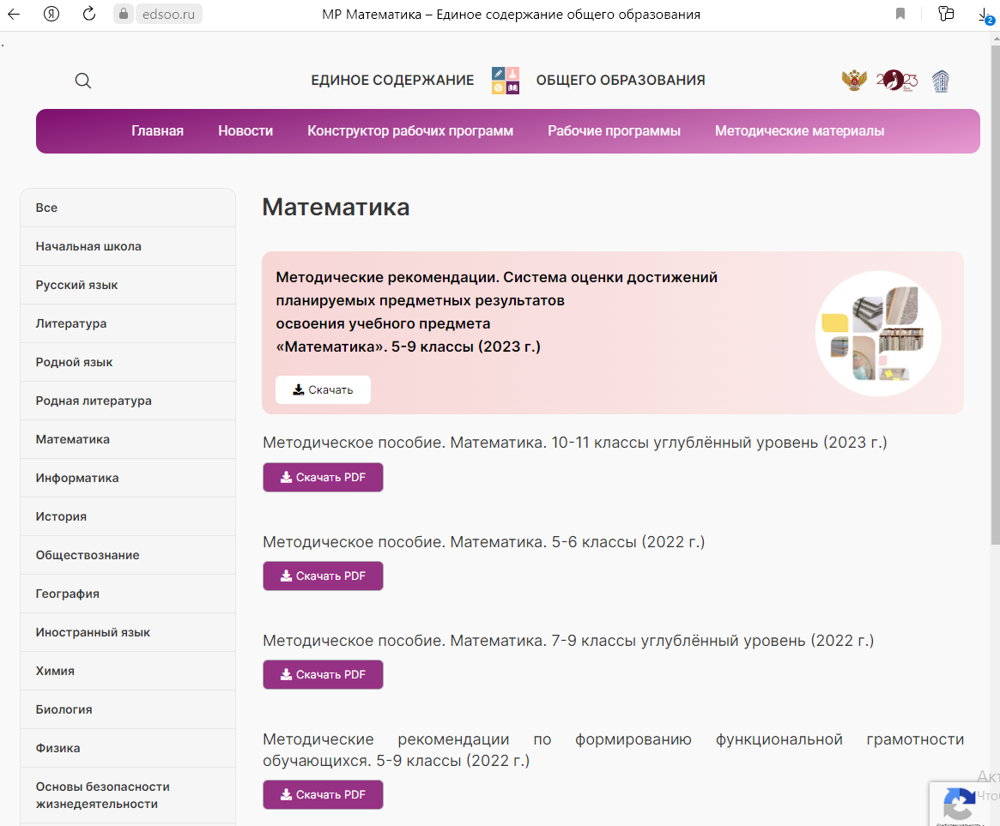 edsoo.ru
МР Математика – Единое содержание общего образования
2
ЕДИНОЕ СОДЕРЖАНИЕ
ОБЩЕГО ОБРАЗОВАНИЯ
Главная
Новости
Конструктор рабочих программ
Рабочие программы
Методические материалы
Все
Начальная школа
Русский язык
Литература
Родной язык
Родная литература
Математика
Информатика
История
Обществознание
География
Иностранный язык
Химия
Биология
Физика
Основы безопасности
жизнедеятельности
Математика
Методические рекомендации. Система оценки достижений
планируемых предметных результатов
освоения учебного предмета
«Математика». 5-9 классы (2023 г.)
Скачать
Методическое пособие. Математика. 10-11 классы углублённый уровень (2023 г.)
Скачать PDF
Методическое пособие. Математика. 5-6 классы (2022 г.)
Скачать PDF
Методическое пособие. Математика. 7-9 классы углублённый уровень (2022 г.)
Скачать PDF
Методические рекомендации по формированию функциональной грамотности
обучающихся. 5-9 классы (2022 г.)
Скачать PDF